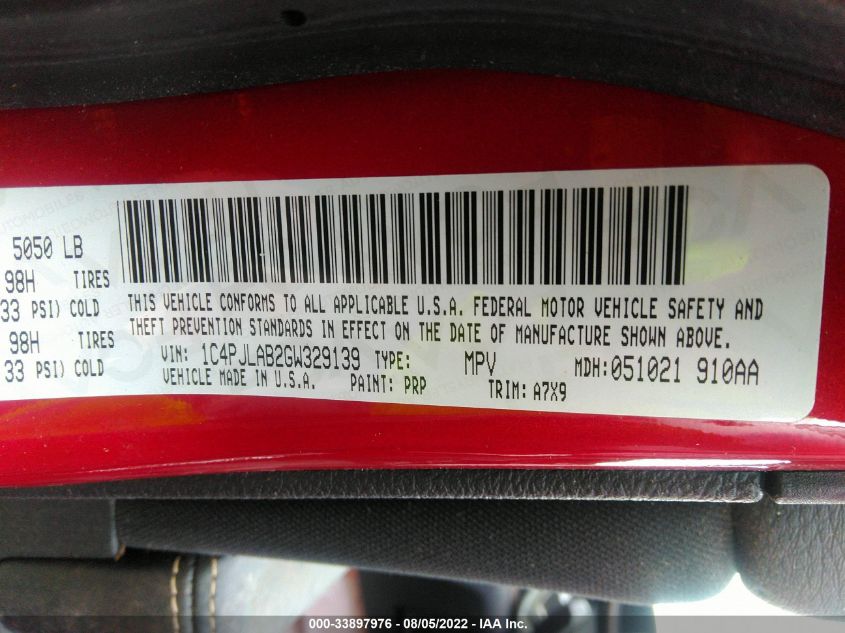 5050 LB
98H TIRES
33 PSI) COLD
98H TIRES
33 PSI) COLD
THIS VEHICLE CONFORMS TO ALL APPLICABLE U.S.A. FEDERAL MOTOR VEHICLE SAFETY AND
THEFT PREVENTION STANDARDS IN EFFECT ON THE DATE OF MANUFACTURE SHOWN ABOVE.
VIN: 1C4PJLAB2GW329139 TYPE: MPV MDH:051021 910AA
VEHICLE MADE IN U.S.A. PAINT: PRP TRIM: A7X9
000-33897976 - 08/05/2022 - IAA Inc.